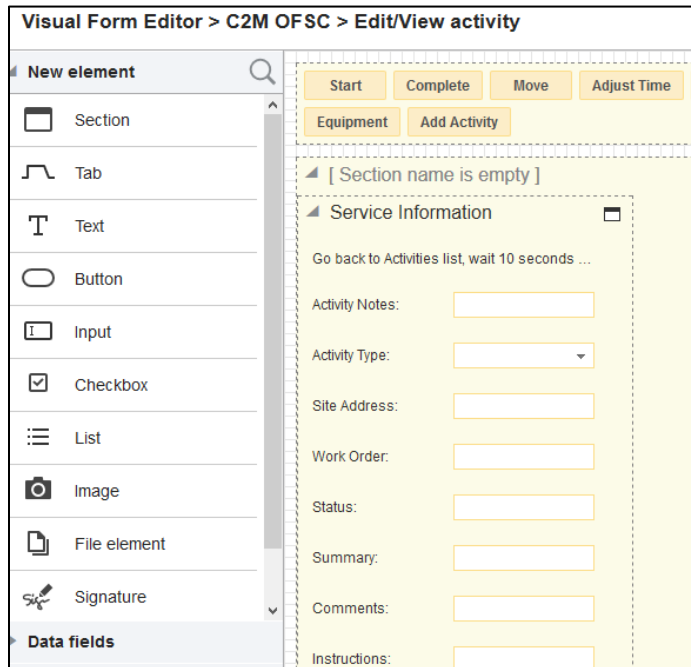 Visual Form Editor > C2M OFSC > Edit/View activity
New element
Section
Tab
Text
Button
Input
Checkbox
List
Image
File element
Signature
Data fields
Start Complete Move Adjust Time
Equipment Add Activity
[ Section name is empty ]
Service Information
Go back to Activities list, wait 10 seconds ...
Activity Notes:
Activity Type:
Site Address:
Work Order:
Status:
Summary:
Comments:
Instructions: